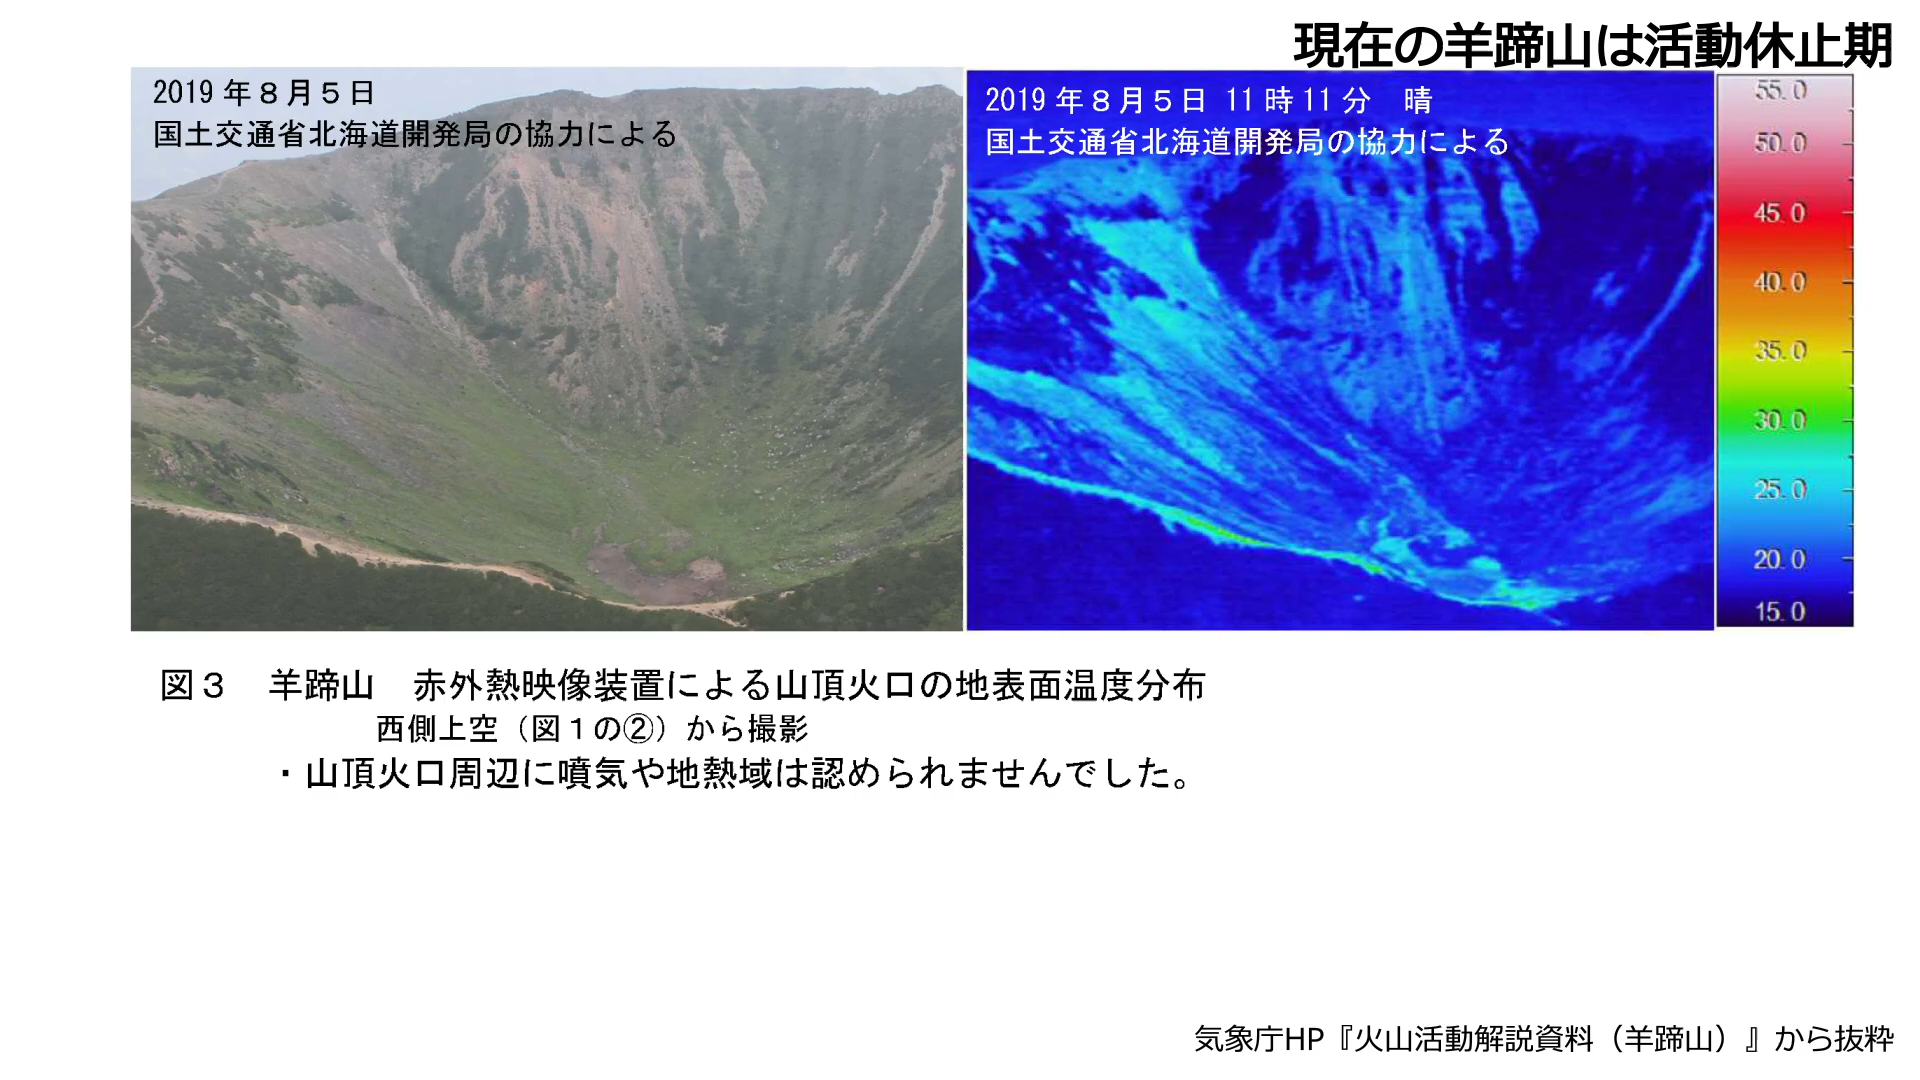 現在の羊蹄山は活動休止期
2019年８月５日
国土交通省北海道開発局の協力による
2019年８月５日 11時11分　晴
国土交通省北海道開発局の協力による
55.0
50.0
45.0
40.0
35.0
30.0
25.0
20.0
15.0
図３　羊蹄山　赤外熱映像装置による山頂火口の地表面温度分布
西側上空（図１の②）から撮影
・山頂火口周辺に噴気や地熱域は認められませんでした。
気象庁HP『火山活動解説資料（羊蹄山）』から抜粋